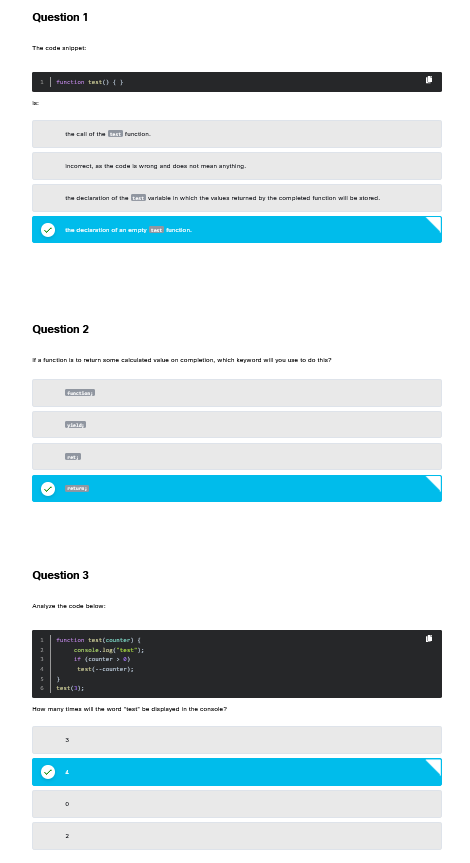 Question 1
The code snippet:
1 function test() { }
is:
the call of the test function.
incorrect, as the code is wrong and does not mean anything.
the declaration of the test variable in which the values returned by the completed function will be stored.
the declaration of an empty test function.
Question 2
If a function is to return some calculated value on completion, which keyword will you use to do this?
function;
yield;
ret;
return;
Question 3
Analyze the code below:
1 function test(counter) {
2 console.log("test");
3 if (counter > 0)
4 test(--counter);
5 }
6 test(3);
How many times will the word "test" be displayed in the console?
3
4
0
2